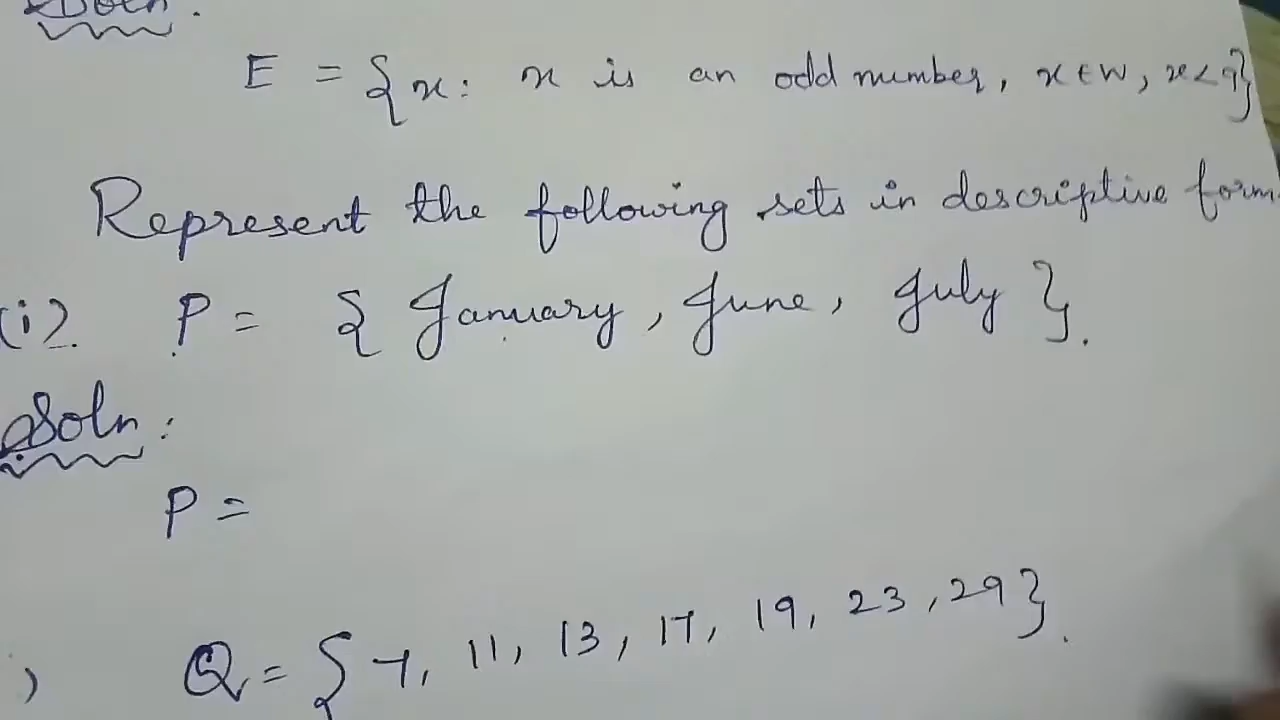 Soln.
E = {x: x is an odd number, x ∈ W, x < 9}
Represent the following sets in descriptive form
(i). P = { January, June, July }.
Soln:
P =
) Q = { 7, 11, 13, 17, 19, 23, 29 }.